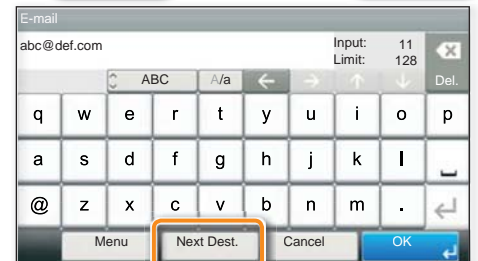 E-mail
abc@def.com Input: 11
Limit: 128
ABC A/a Del.
q w e r t y u i o p
a s d f g h j k l
@ z x c v b n m .
Menu Next Dest. Cancel OK